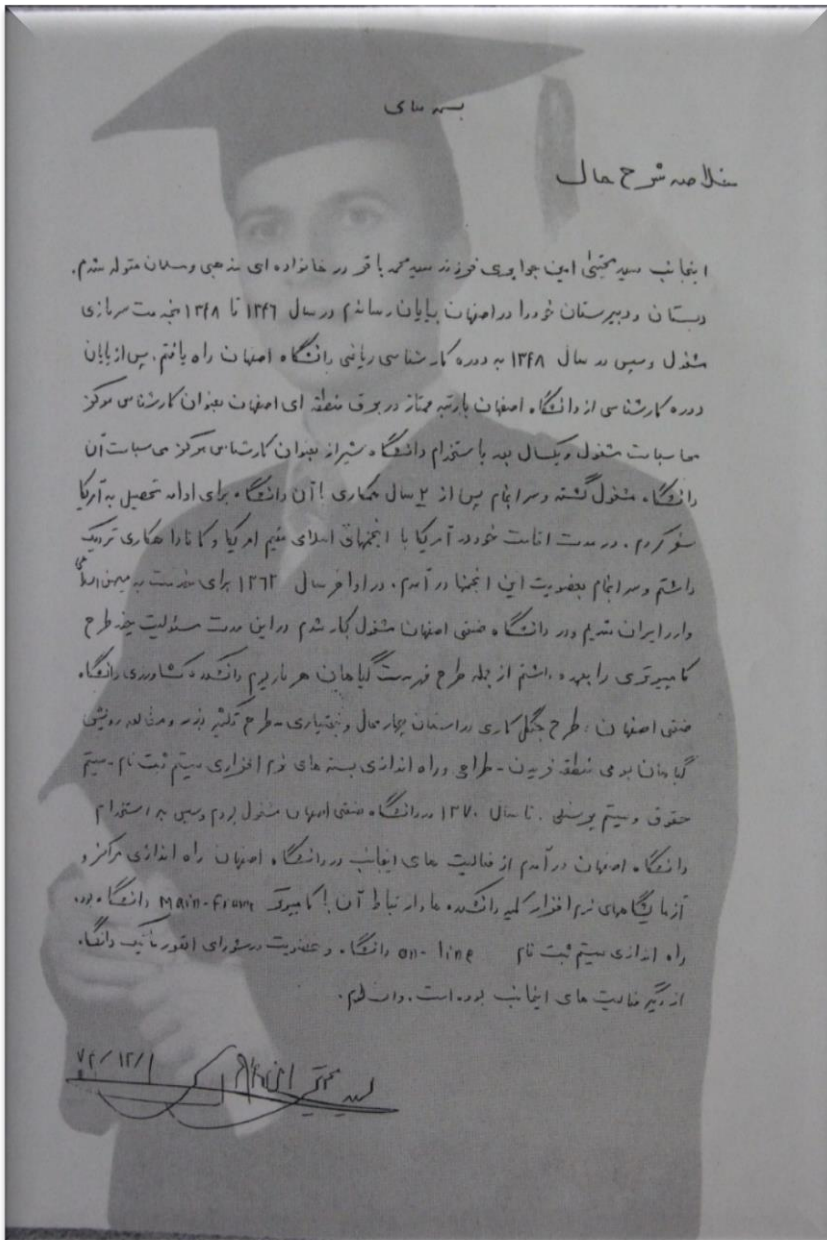 بسمه تعالی
خلاصه شرح حال
اینجانب سید مجتبی امین جواهری فرزند سید محمد باقر در خانواده ای مذهبی و مسلمان متولد شدم.
دبستان و دبیرستان خود را در اصفهان بپایان رساندم در سال ۱۳۴۶ تا ۱۳۴۸ بخدمت سربازی
مشغول و سپس در سال ۱۳۴۸ به دوره کارشناسی ریاضی دانشگاه اصفهان راه یافتم. پس از پایان
دوره کارشناسی از دانشگاه اصفهان با رتبه ممتاز در برق منطقه ای اصفهان بعنوان کارشناس مرکز
محاسبات مشغول و یکسال بعد با استخدام دانشگاه شیراز بعنوان کارشناس مرکز محاسبات آن
دانشگاه مشغول گشته و سرانجام پس از ۲ سال همکاری با آن دانشگاه برای ادامه تحصیل به آمریکا
سفر کردم. در مدت اقامت خود در آمریکا با انجمنهای اسلامی مقیم امریکا و کانادا همکاری نزدیک
داشتم و سرانجام بعضویت این انجمنها در آمدم. در اواخر سال ۱۳۶۲ برای خدمت به میهن اسلامی
وارد ایران شدیم و در دانشگاه صنعتی اصفهان مشغول بکار شدم در این مدت مسئولیت چند طرح
کامپیوتری را بعهده داشتم از جمله طرح فهرست گیاهان هرباریوم دانشکده کشاورزی دانشگاه
صنعتی اصفهان، طرح جنگل کاری در استان چهارمحال و بختیاری - طرح تکثیر بذر و مطالعه رویشی
گیاهان بومی منطقه فریدن - طراحی و راه اندازی بسته های نرم افزاری سیستم ثبت نام - سیستم
حقوق و سیستم پرسنلی. تا سال ۱۳۷۰ در دانشگاه صنعتی اصفهان مشغول بودم و سپس به استخدام
دانشگاه اصفهان در آمدم از فعالیت های اینجانب در دانشگاه اصفهان راه اندازی مراکز و
آزمایشگاههای نرم افزار کلیه دانشکده ها و ارتباط آن با کامپیوتر Main-Fram دانشگاه بود.
راه اندازی سیستم ثبت نام on-line دانشگاه و عضویت در شورای انفورماتیک دانشگاه
از دیگر فعالیت های اینجانب بوده است.
سید مجتبی
۷۲/۱۲/۱